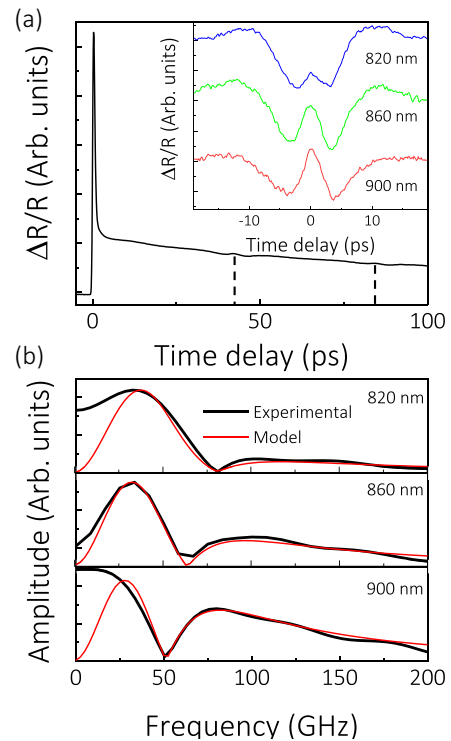 (a)
ΔR/R (Arb. units)
820 nm
860 nm
900 nm
ΔR/R (Arb. units)
-10 0 10
Time delay (ps)
0 50 100
Time delay (ps)
(b)
Amplitude (Arb. units)
820 nm
Experimental
Model
860 nm
900 nm
0 50 100 150 200
Frequency (GHz)